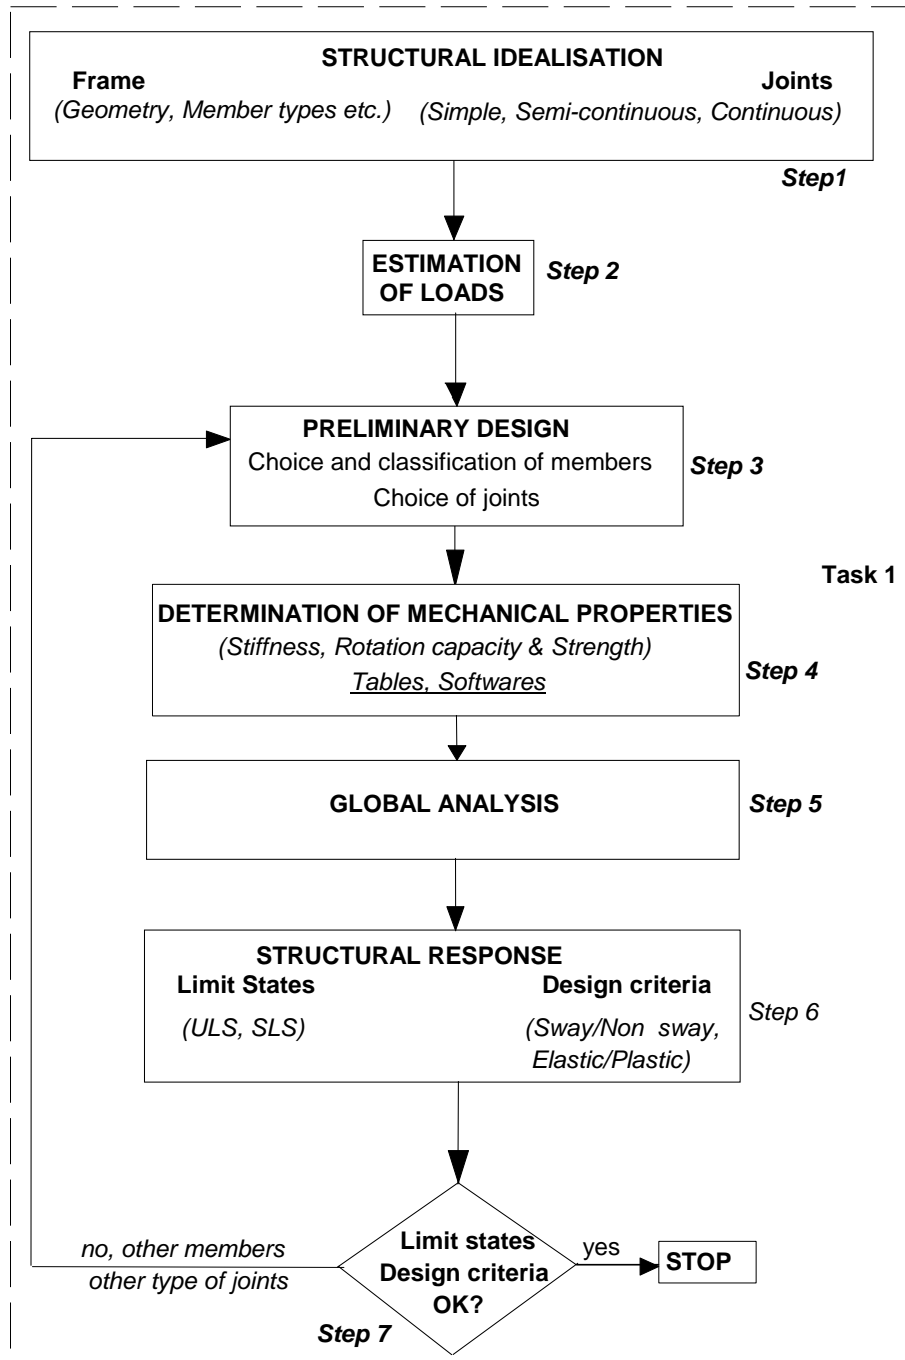 STRUCTURAL IDEALISATION
Frame
(Geometry, Member types etc.)
Joints
(Simple, Semi-continuous, Continuous)
Step1
ESTIMATION
OF LOADS
Step 2
PRELIMINARY DESIGN
Choice and classification of members
Choice of joints
Step 3
Task 1
DETERMINATION OF MECHANICAL PROPERTIES
(Stiffness, Rotation capacity & Strength)
Tables, Softwares
Step 4
GLOBAL ANALYSIS
Step 5
STRUCTURAL RESPONSE
Limit States
(ULS, SLS)
Design criteria
(Sway/Non sway,
Elastic/Plastic)
Step 6
no, other members
other type of joints
Limit states
Design criteria
OK?
yes
STOP
Step 7